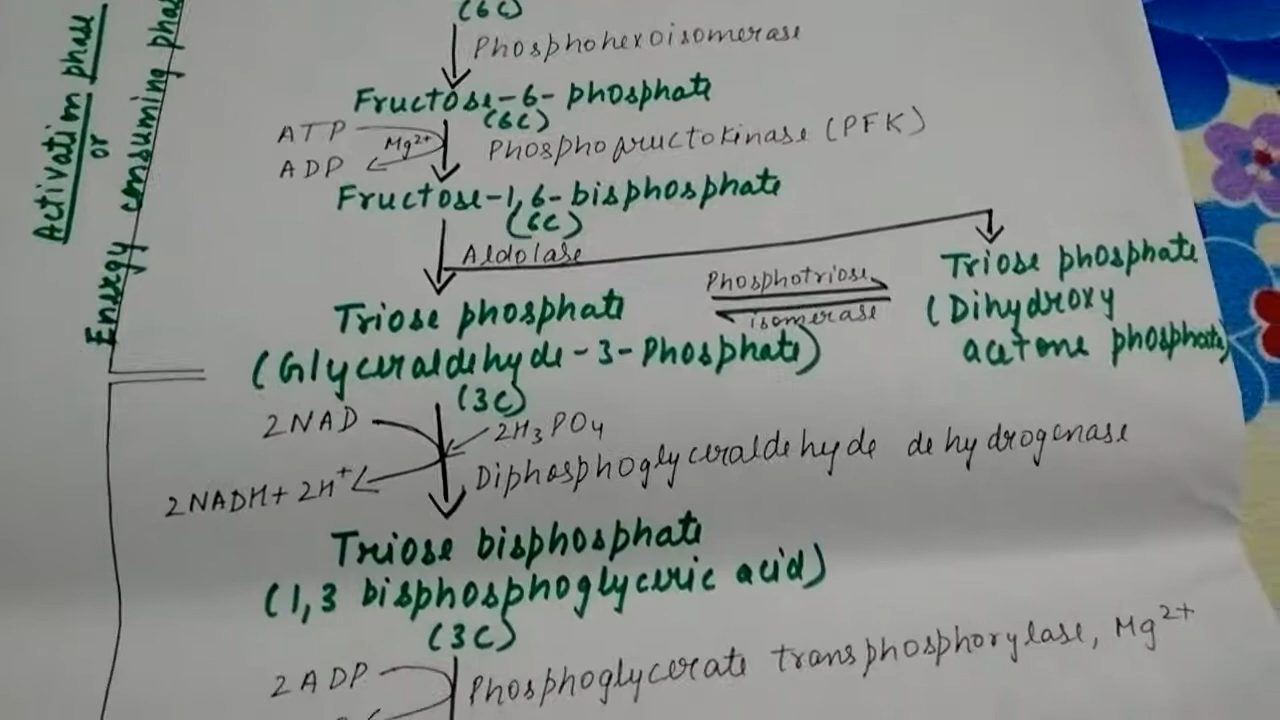 Activation phase
or
Energy consuming
(6C)
Phosphohexoisomerase
Fructose-6-phosphate
(6C)
ATP
Mg2+
ADP
Phosphofructokinase (PFK)
Fructose-1,6-bisphosphate
(6C)
Aldolase
Triose phosphate
(Glyceraldehyde-3-Phosphate)
(3C)
Phosphotriose
isomerase
Triose phosphate
(Dihydroxy
acetone phosphate)
2NAD
2H3PO4
2NADH + 2H+
Diphosphoglyceraldehyde dehydrogenase
Triose bisphosphate
(1,3 bisphosphoglyceric acid)
(3C)
2ADP
Phosphoglycerate transphosphorylase, Mg2+